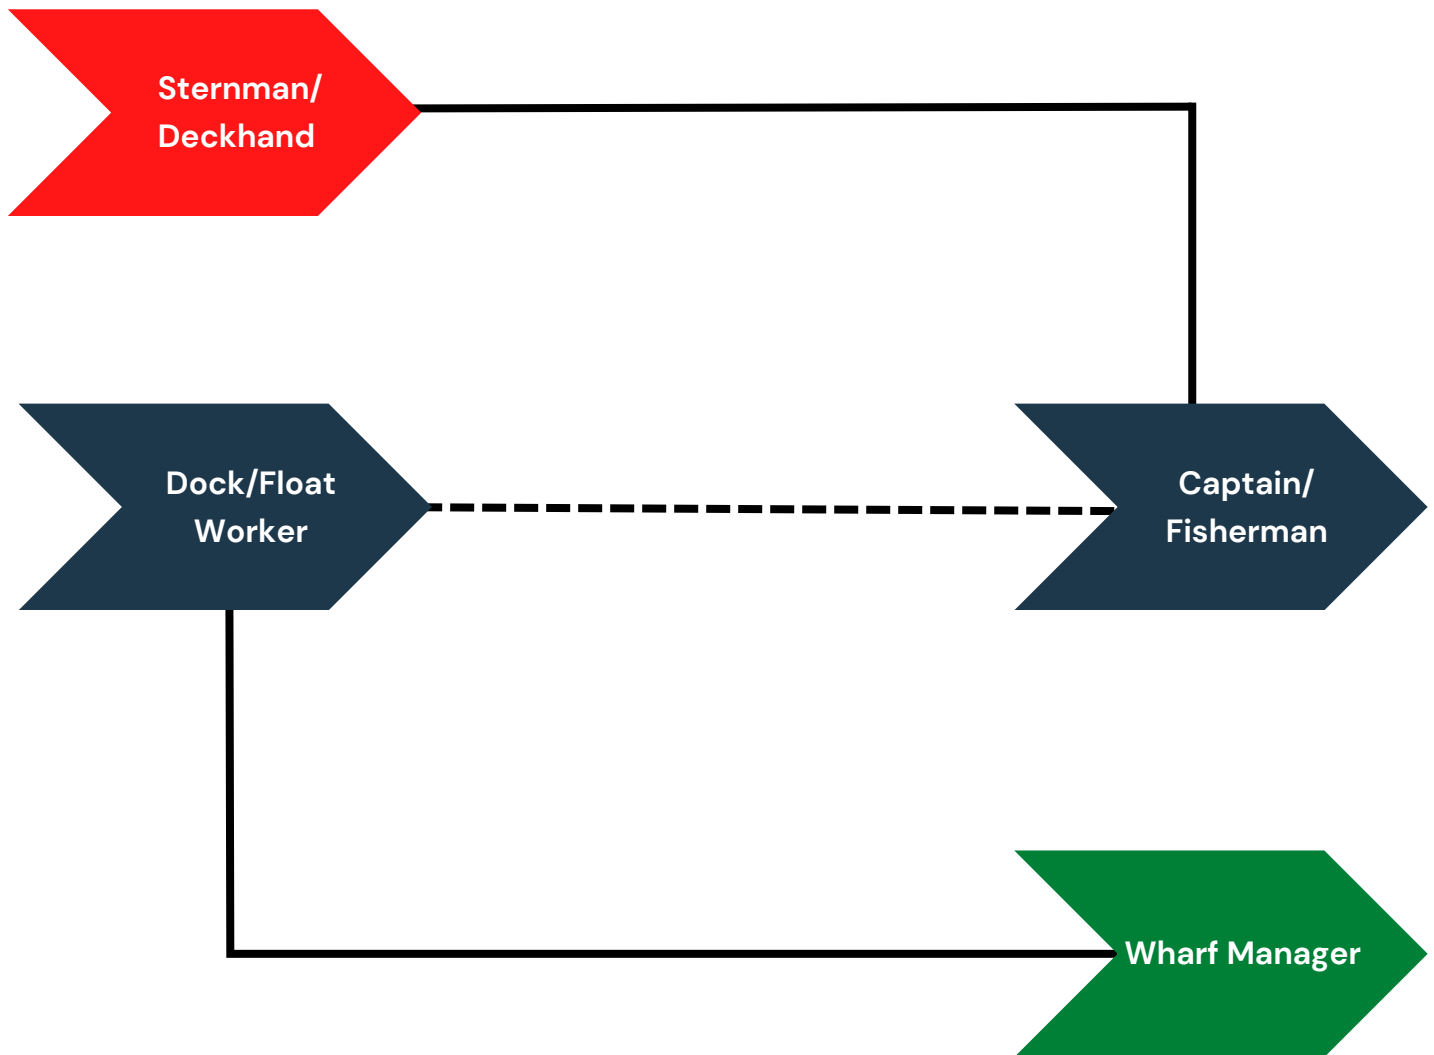 Sternman/
Deckhand
Dock/Float
Worker
Captain/
Fisherman
Wharf Manager